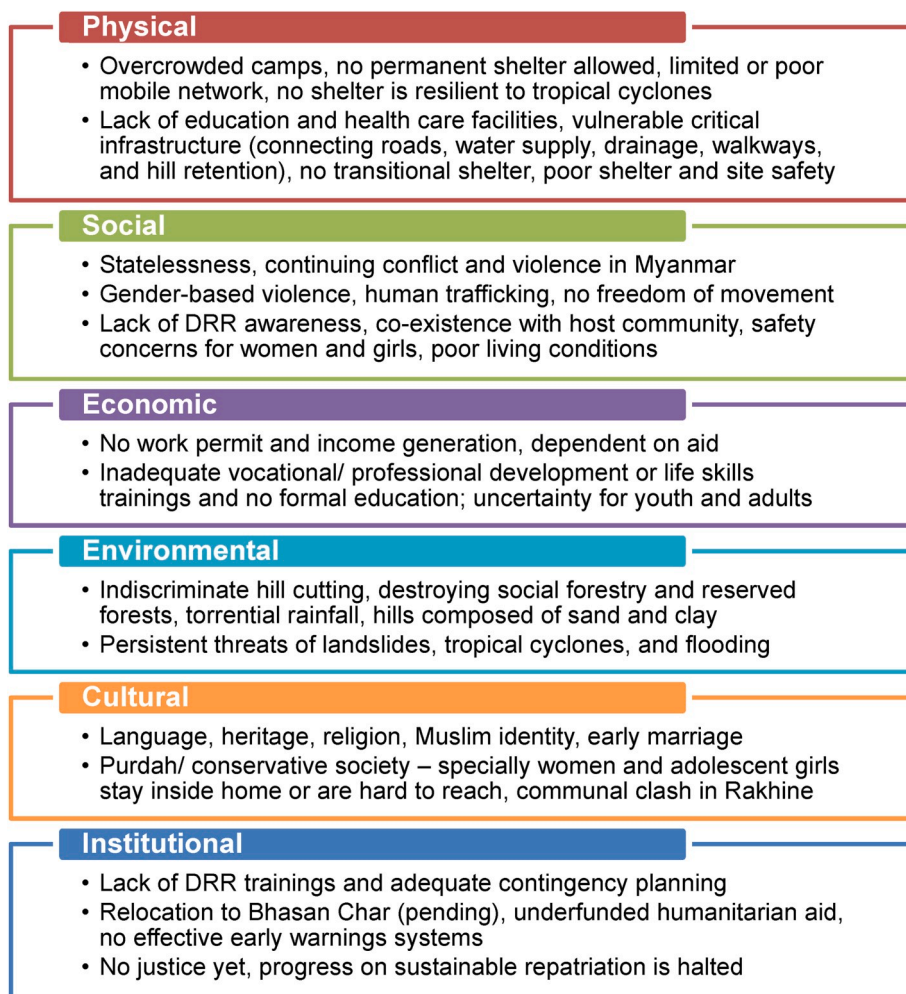 Physical
• Overcrowded camps, no permanent shelter allowed, limited or poor
mobile network, no shelter is resilient to tropical cyclones
• Lack of education and health care facilities, vulnerable critical
infrastructure (connecting roads, water supply, drainage, walkways,
and hill retention), no transitional shelter, poor shelter and site safety
Social
• Statelessness, continuing conflict and violence in Myanmar
• Gender-based violence, human trafficking, no freedom of movement
• Lack of DRR awareness, co-existence with host community, safety
concerns for women and girls, poor living conditions
Economic
• No work permit and income generation, dependent on aid
• Inadequate vocational/ professional development or life skills
trainings and no formal education; uncertainty for youth and adults
Environmental
• Indiscriminate hill cutting, destroying social forestry and reserved
forests, torrential rainfall, hills composed of sand and clay
• Persistent threats of landslides, tropical cyclones, and flooding
Cultural
• Language, heritage, religion, Muslim identity, early marriage
• Purdah/ conservative society – specially women and adolescent girls
stay inside home or are hard to reach, communal clash in Rakhine
Institutional
• Lack of DRR trainings and adequate contingency planning
• Relocation to Bhasan Char (pending), underfunded humanitarian aid,
no effective early warnings systems
• No justice yet, progress on sustainable repatriation is halted